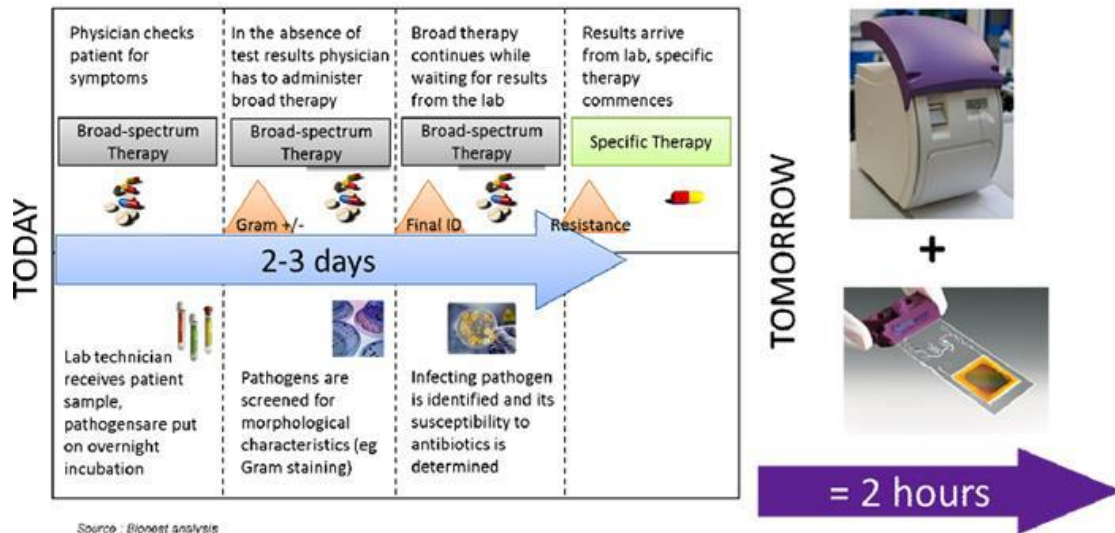 Physician checks
patient for
symptoms
In the absence of
test results physician
has to administer
broad therapy
Broad therapy
continues while
waiting for results
from the lab
Results arrive
from lab, specific
therapy
commences
Broad-spectrum
Therapy
Broad-spectrum
Therapy
Broad-spectrum
Therapy
Specific Therapy
Gram +/-
Final ID
Resistance
TODAY
2-3 days
Lab technician
receives patient
sample,
pathogensare put
on overnight
incubation
Pathogens are
screened for
morphological
characteristics (eg
Gram staining)
Infecting pathogen
is identified and its
susceptibility to
antibiotics is
determined
TOMORROW
+
= 2 hours
Source : Bionest analysis